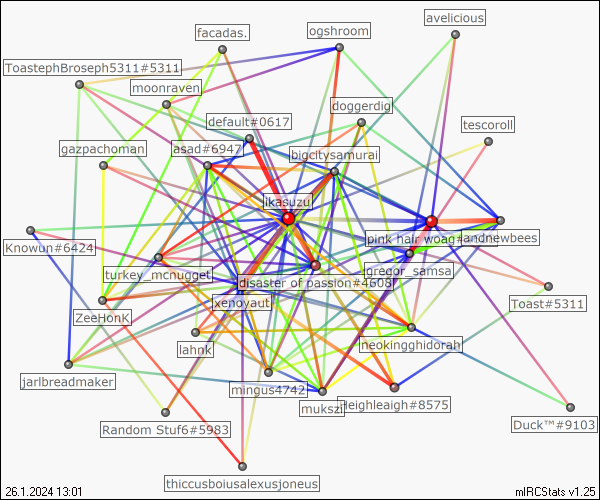 avelicious
facadas.
ogshroom
ToastephBroseph5311#5311
moonraven
doggerdig
default#0617
tescoroll
gazpachoman
asad#6947
bigcitysamurai
ikasuzu
pink hair woag#
landnewbees
Knowun#6424
turkey_mcnugget
disaster of passion#4608
gregor_samsa
xenoyaut
Toast#5311
ZeeHonK
lahnk
neokingghidorah
jarlbreadmaker
mingus4742
mukszi
Heighleaigh#8575
Random Stuf6#5983
Duck™#9103
thiccusboiusalexusjoneus
26.1.2024 13:01
mIRCStats v1.25